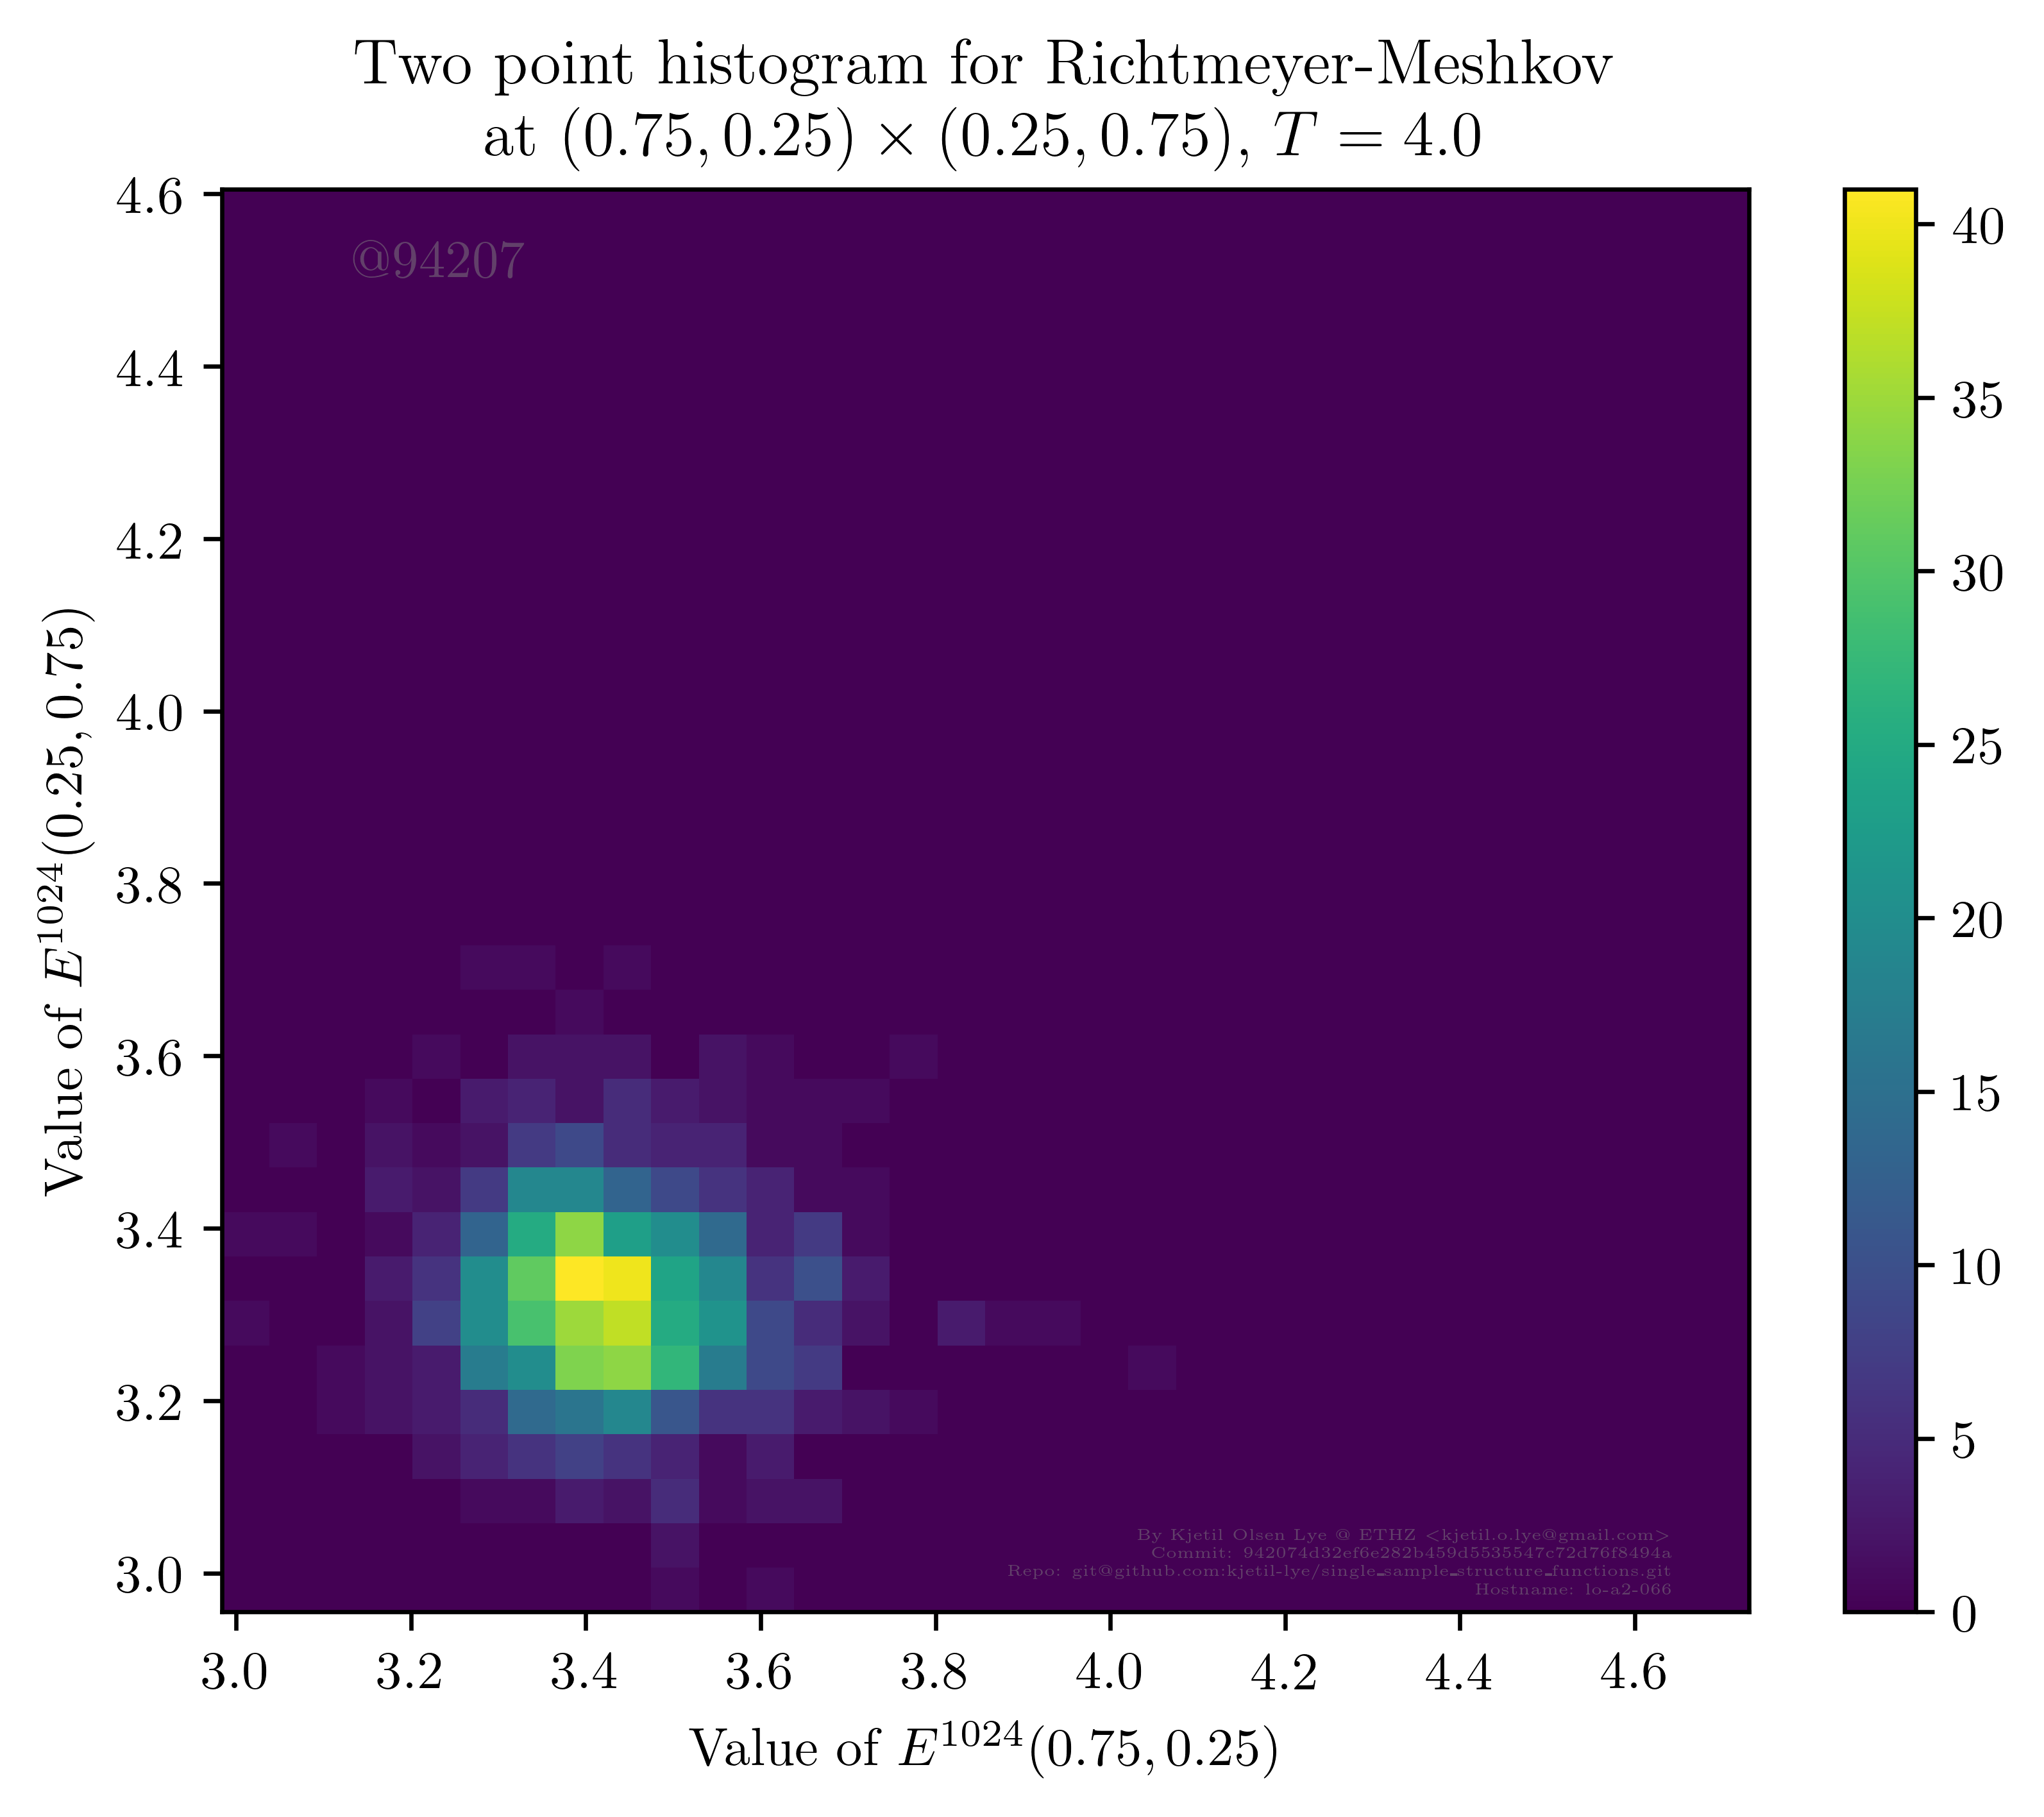 Two point histogram for Richtmeyer-Meshkov
at (0.75, 0.25) × (0.25, 0.75), T = 4.0
@94207
4.6
4.4
4.2
4.0
3.8
3.6
3.4
3.2
3.0
Value of E^1024(0.25, 0.75)
3.0 3.2 3.4 3.6 3.8 4.0 4.2 4.4 4.6
Value of E^1024(0.75, 0.25)
40
35
30
25
20
15
10
5
0
By Kjetil Olsen Lye @ ETHZ <kjetil.o.lye@gmail.com>
Commit: 942074d32ef6e282b459d5535547c72d76f8494a
Repo: git@github.com:kjetil-lye/single_sample_structure_functions.git
Hostname: lo-a2-066